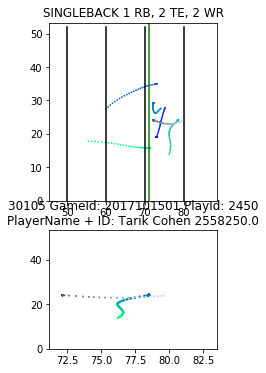 SINGLEBACK 1 RB, 2 TE, 2 WR
50
40
30
20
10
0
50 60 70 80
30105 GameId: 2017101501 PlayId: 2450
PlayerName + ID: Tarik Cohen 2558250.0
40
20
0
72.5 75.0 77.5 80.0 82.5